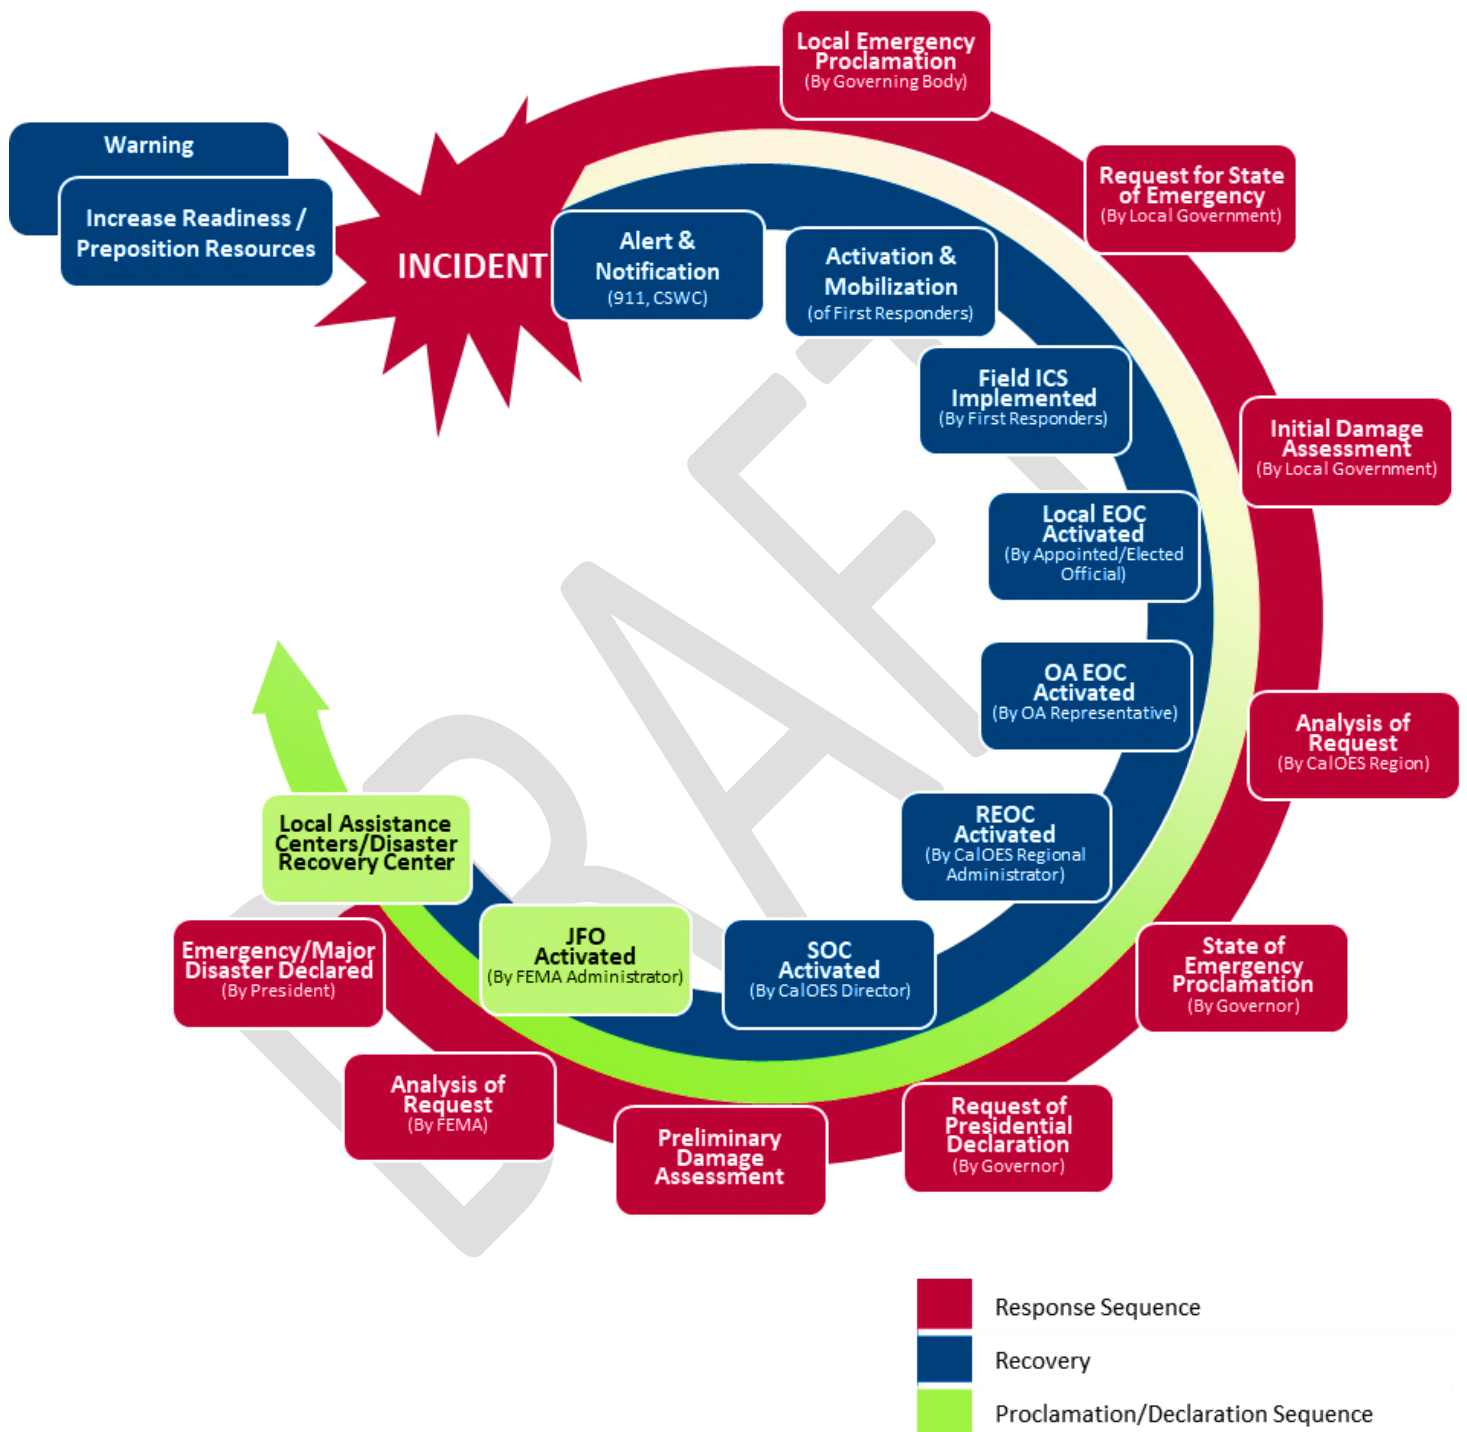 Warning
Increase Readiness /
Preposition Resources
INCIDENT
Alert &
Notification
(911, CSWC)
Activation &
Mobilization
(of First Responders)
Field ICS
Implemented
(By First Responders)
Local EOC
Activated
(By Appointed/Elected
Official)
OA EOC
Activated
(By OA Representative)
REOC
Activated
(By CalOES Regional
Administrator)
SOC
Activated
(By CalOES Director)
JFO
Activated
(By FEMA Administrator)
Local Assistance
Centers/Disaster
Recovery Center
Local Emergency
Proclamation
(By Governing Body)
Request for State
of Emergency
(By Local Government)
Initial Damage
Assessment
(By Local Government)
Analysis of
Request
(By CalOES Region)
State of
Emergency
Proclamation
(By Governor)
Request of
Presidential
Declaration
(By Governor)
Preliminary
Damage
Assessment
Analysis of
Request
(By FEMA)
Emergency/Major
Disaster Declared
(By President)
DRAFT
Response Sequence
Recovery
Proclamation/Declaration Sequence